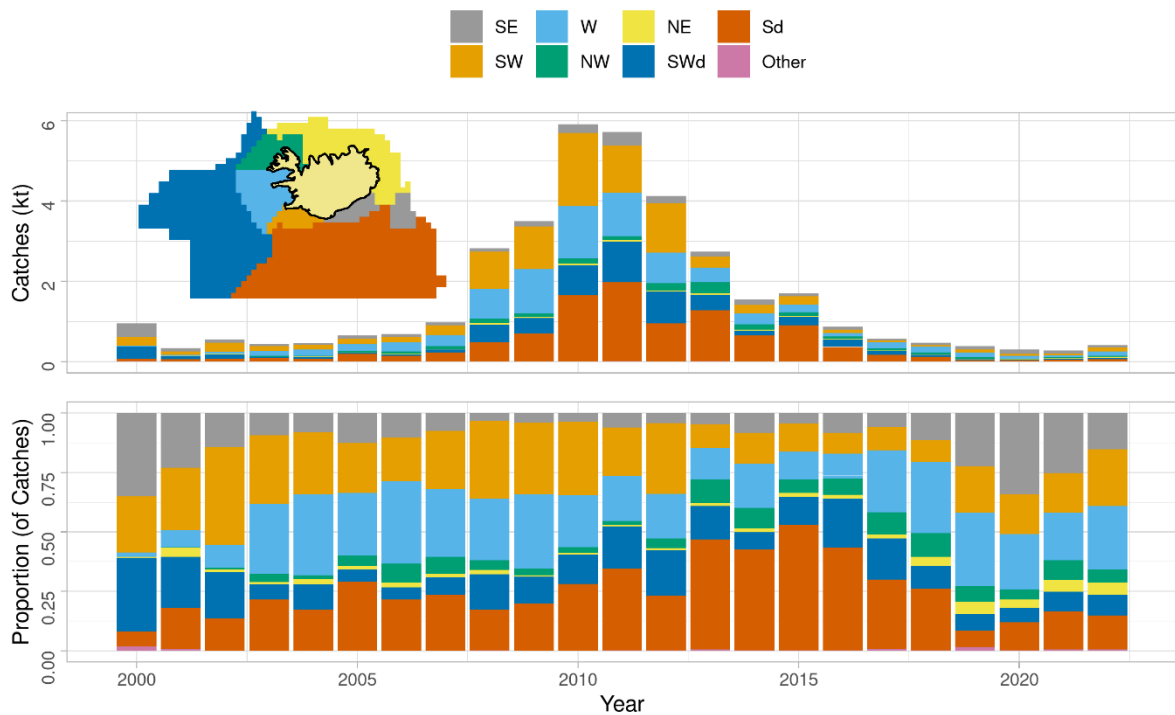 SE W NE Sd
SW NW SWd Other
Catches (kt)
6
4
2
0
Proportion (of Catches)
1.00
0.75
0.50
0.25
0.00
2000 2005 2010 2015 2020
Year